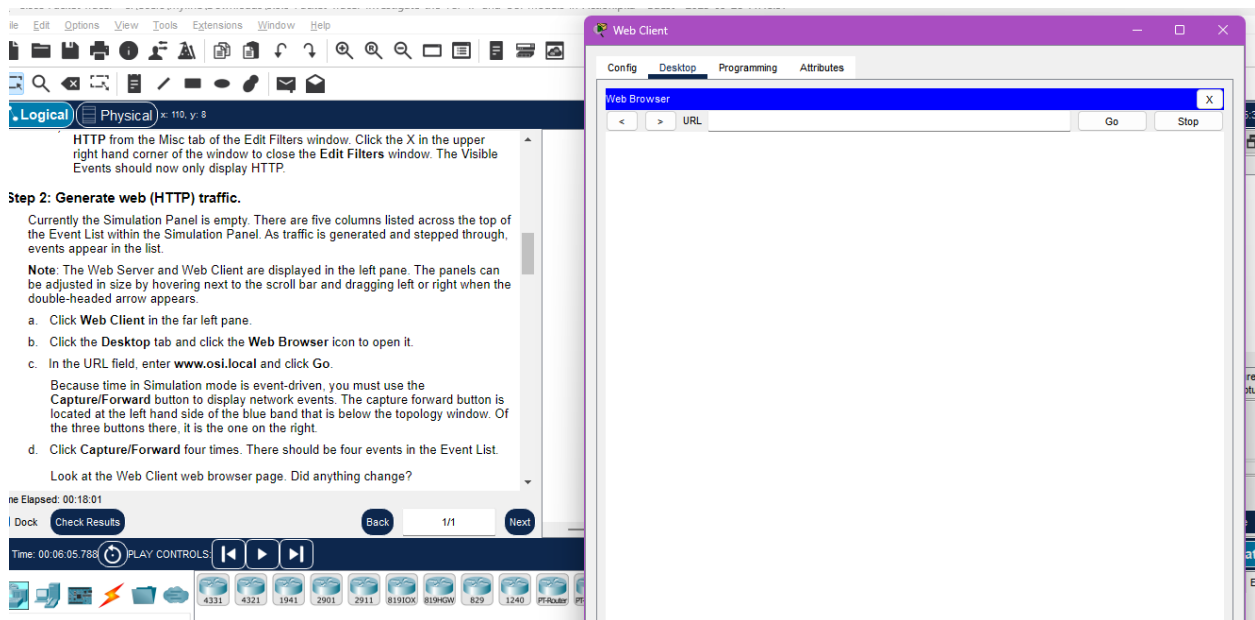 ile Edit Options View Tools Extensions Window Help
Logical Physical x: 110, y: 8
HTTP from the Misc tab of the Edit Filters window. Click the X in the upper
right hand corner of the window to close the Edit Filters window. The Visible
Events should now only display HTTP.
Step 2: Generate web (HTTP) traffic.
Currently the Simulation Panel is empty. There are five columns listed across the top of
the Event List within the Simulation Panel. As traffic is generated and stepped through,
events appear in the list.
Note: The Web Server and Web Client are displayed in the left pane. The panels can
be adjusted in size by hovering next to the scroll bar and dragging left or right when the
double-headed arrow appears.
a. Click Web Client in the far left pane.
b. Click the Desktop tab and click the Web Browser icon to open it.
c. In the URL field, enter www.osi.local and click Go.
Because time in Simulation mode is event-driven, you must use the
Capture/Forward button to display network events. The capture forward button is
located at the left hand side of the blue band that is below the topology window. Of
the three buttons there, it is the one on the right.
d. Click Capture/Forward four times. There should be four events in the Event List.
Look at the Web Client web browser page. Did anything change?
me Elapsed: 00:18:01
Dock Check Results Back 1/1 Next
Time: 00:06:05.788 PLAY CONTROLS:
4331 4321 1941 2901 2911 819IOX 819HGW 829 1240 PT-Router
Web Client
Config Desktop Programming Attributes
Web Browser X
< > URL Go Stop